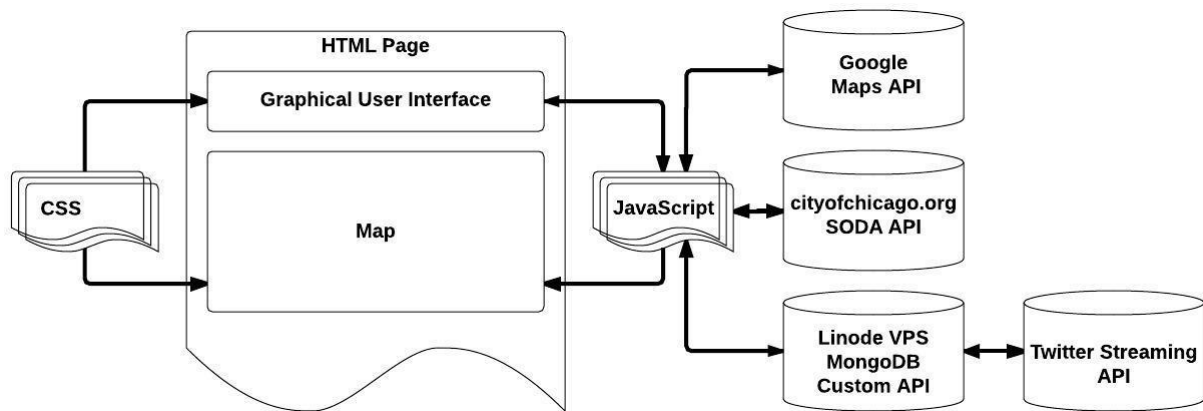 HTML Page
Graphical User Interface
Map
CSS
JavaScript
Google
Maps API
cityofchicago.org
SODA API
Linode VPS
MongoDB
Custom API
Twitter Streaming
API